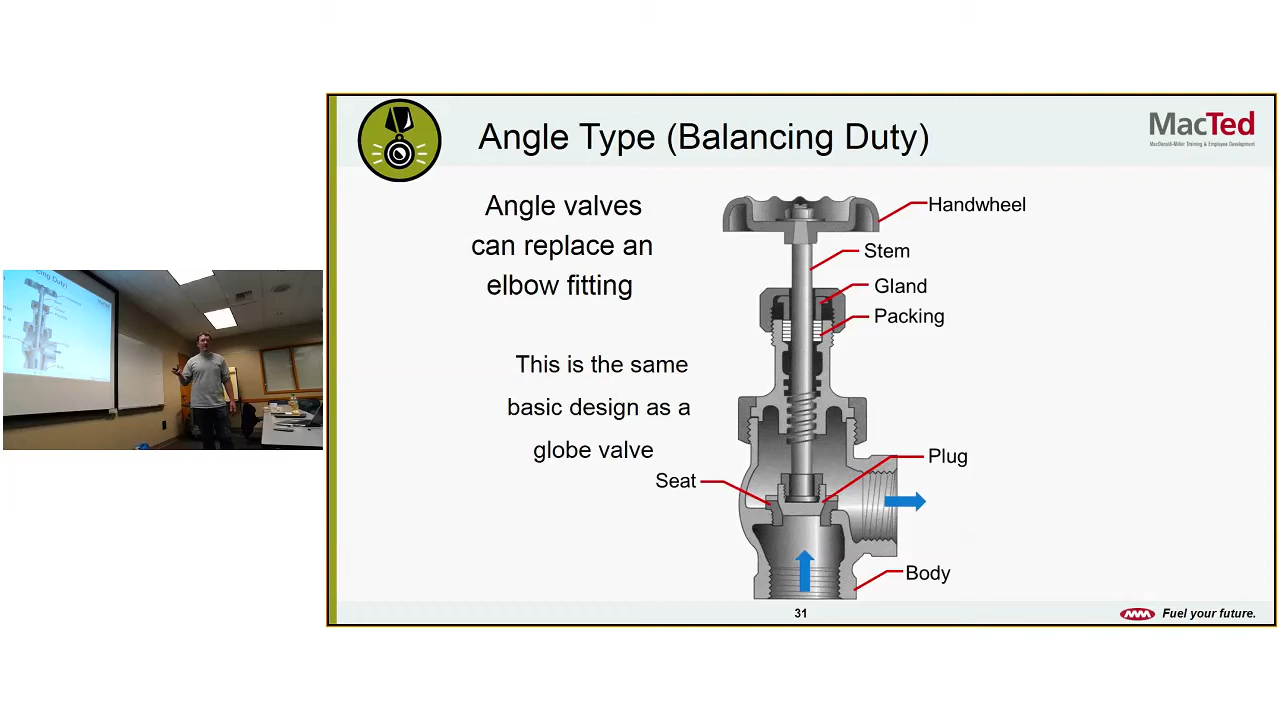 Angle Type (Balancing Duty)
MacTed
MacDonald-Miller Training & Employee Development
Angle valves
can replace an
elbow fitting
This is the same
basic design as a
globe valve
Handwheel
Stem
Gland
Packing
Plug
Seat
Body
31
Fuel your future.